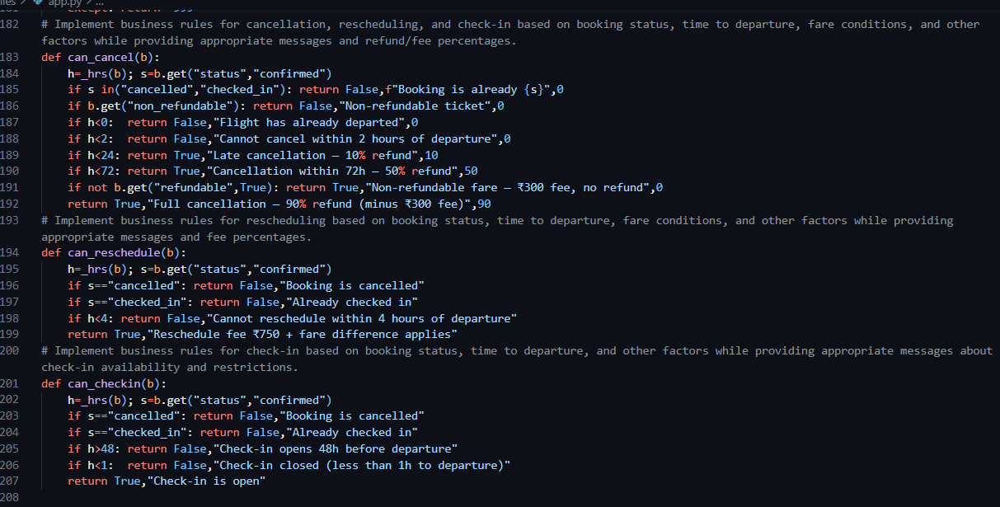 iles > app.py > ...
181 except: return -999
182 # Implement business rules for cancellation, rescheduling, and check-in based on booking status, time to departure, fare conditions, and other
factors while providing appropriate messages and refund/fee percentages.
183 def can_cancel(b):
184 h=_hrs(b); s=b.get("status","confirmed")
185 if s in("cancelled","checked_in"): return False,f"Booking is already {s}",0
186 if b.get("non_refundable"): return False,"Non-refundable ticket",0
187 if h<0:  return False,"Flight has already departed",0
188 if h<2:  return False,"Cannot cancel within 2 hours of departure",0
189 if h<24: return True,"Late cancellation — 10% refund",10
190 if h<72: return True,"Cancellation within 72h — 50% refund",50
191 if not b.get("refundable",True): return True,"Non-refundable fare — ₹300 fee, no refund",0
192 return True,"Full cancellation — 90% refund (minus ₹300 fee)",90
193 # Implement business rules for rescheduling based on booking status, time to departure, fare conditions, and other factors while providing
appropriate messages and fee percentages.
194 def can_reschedule(b):
195 h=_hrs(b); s=b.get("status","confirmed")
196 if s=="cancelled": return False,"Booking is cancelled"
197 if s=="checked_in": return False,"Already checked in"
198 if h<4: return False,"Cannot reschedule within 4 hours of departure"
199 return True,"Reschedule fee ₹750 + fare difference applies"
200 # Implement business rules for check-in based on booking status, time to departure, and other factors while providing appropriate messages about
check-in availability and restrictions.
201 def can_checkin(b):
202 h=_hrs(b); s=b.get("status","confirmed")
203 if s=="cancelled": return False,"Booking is cancelled"
204 if s=="checked_in": return False,"Already checked in"
205 if h>48: return False,"Check-in opens 48h before departure"
206 if h<1:  return False,"Check-in closed (less than 1h to departure)"
207 return True,"Check-in is open"
208